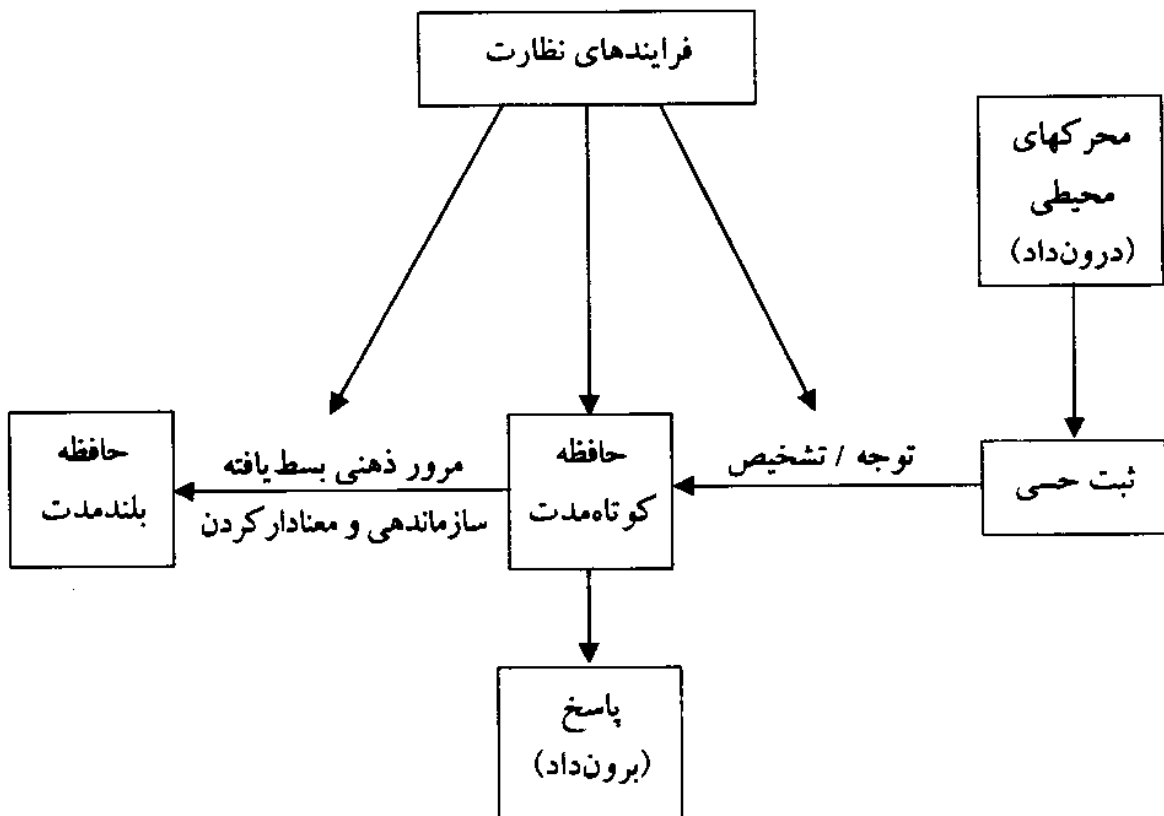 فرایندهای نظارت
محرکهای
محیطی
(درون‌داد)
ثبت حسی
توجه / تشخیص
حافظه
کوتاه‌مدت
مرور ذهنی بسط‌یافته
سازماندهی و معنادارکردن
حافظه
بلندمدت
پاسخ
(برون‌داد)